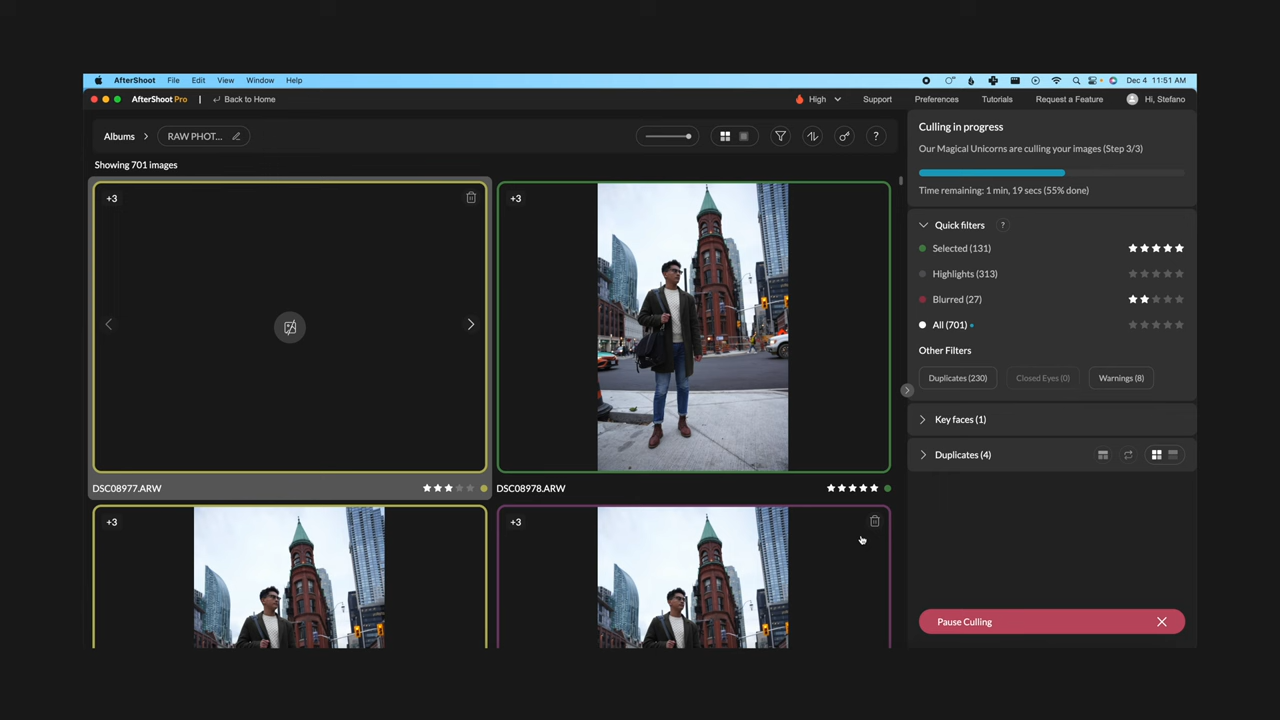 AfterShoot File Edit View Window Help Dec 4 11:51 AM
AfterShoot Pro | Back to Home High Support Preferences Tutorials Request a Feature Hi, Stefano
Albums RAW PHOT... ?
Showing 701 images
+3
+3
DSC08977.ARW
DSC08978.ARW
+3
+3
Culling in progress
Our Magical Unicorns are culling your images (Step 3/3)
Time remaining: 1 min, 19 secs (55% done)
Quick filters ?
Selected (131)
Highlights (313)
Blurred (27)
All (701)
Other Filters
Duplicates (230) Closed Eyes (0) Warnings (8)
Key faces (1)
Duplicates (4)
Pause Culling